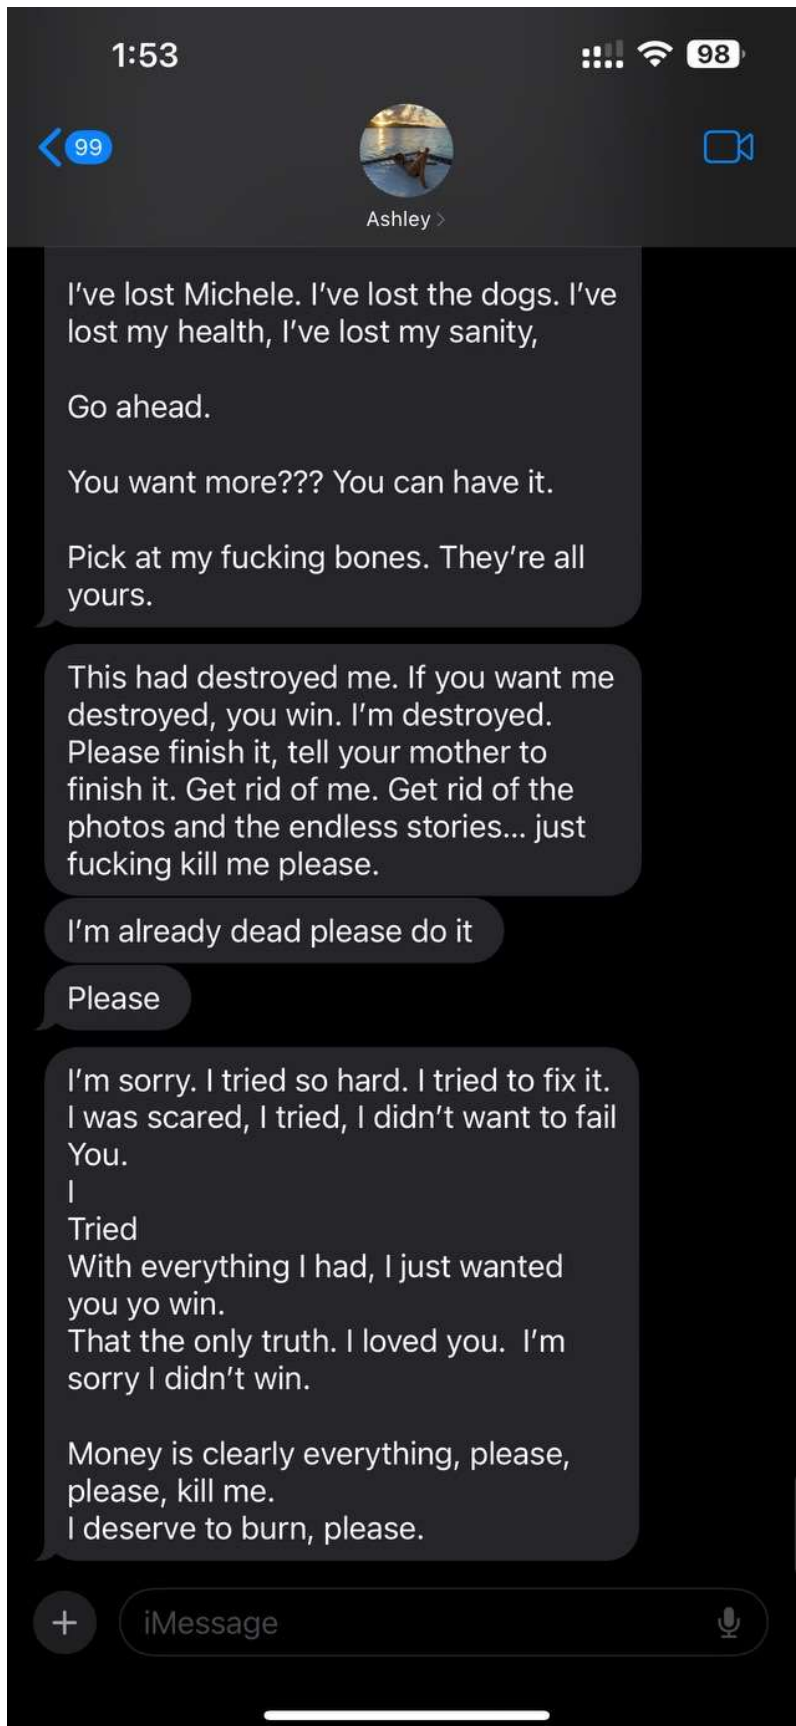 1:53
98
99
Ashley
I've lost Michele. I've lost the dogs. I've
lost my health, I've lost my sanity,
Go ahead.
You want more??? You can have it.
Pick at my fucking bones. They're all
yours.
This had destroyed me. If you want me
destroyed, you win. I'm destroyed.
Please finish it, tell your mother to
finish it. Get rid of me. Get rid of the
photos and the endless stories... just
fucking kill me please.
I'm already dead please do it
Please
I'm sorry. I tried so hard. I tried to fix it.
I was scared, I tried, I didn't want to fail
You.
I
Tried
With everything I had, I just wanted
you yo win.
That the only truth. I loved you.  I'm
sorry I didn't win.
Money is clearly everything, please,
please, kill me.
I deserve to burn, please.
iMessage